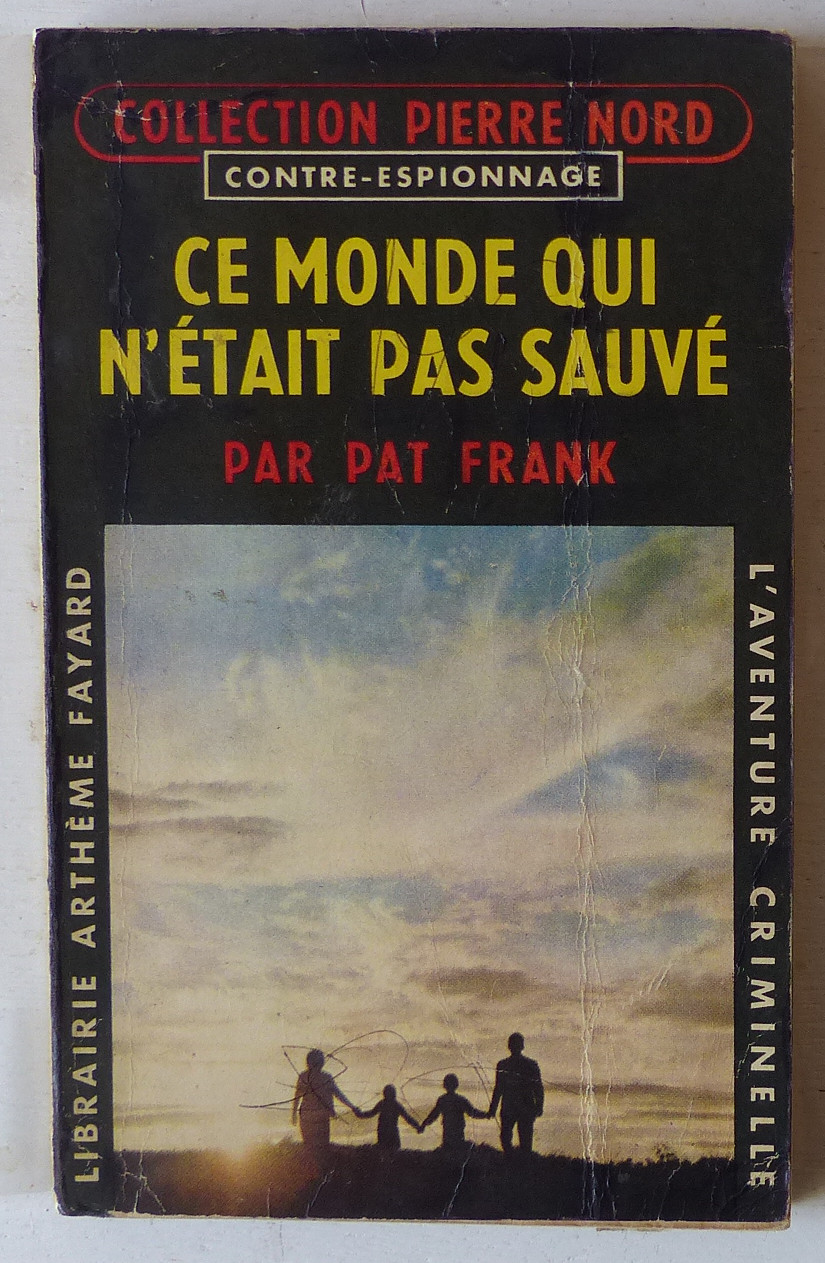 COLLECTION PIERRE NORD
CONTRE-ESPIONNAGE
CE MONDE QUI
N'ÉTAIT PAS SAUVÉ
PAR PAT FRANK
LIBRAIRIE ARTHÈME FAYARD
L'AVENTURE CRIMINELLE